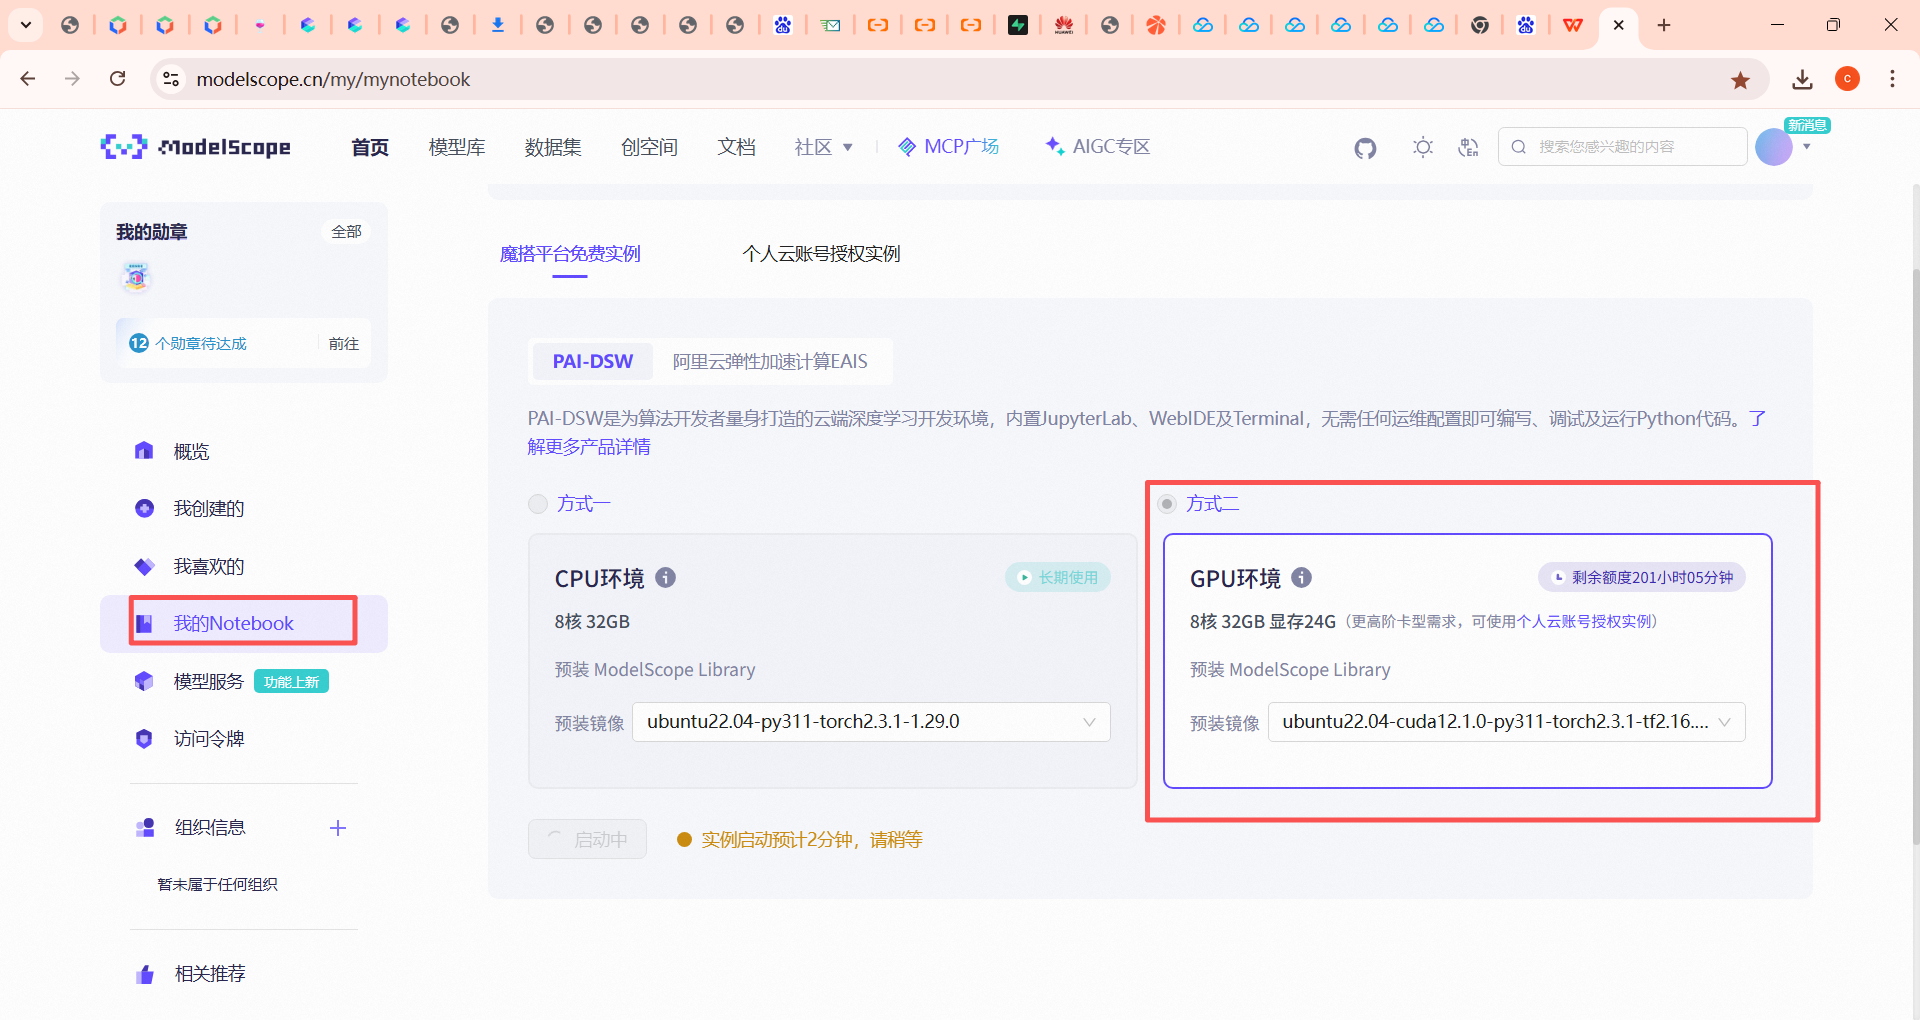 modelscope.cn/my/mynotebook
C
ModelScope
首页
模型库
数据集
创空间
文档
社区
MCP广场
AIGC专区
搜索您感兴趣的内容
新消息
我的勋章
全部
12 个勋章待达成
前往
概览
我创建的
我喜欢的
我的Notebook
模型服务 功能上新
访问令牌
组织信息
暂未属于任何组织
相关推荐
魔搭平台免费实例
个人云账号授权实例
PAI-DSW
阿里云弹性加速计算EAIS
PAI-DSW是为算法开发者量身打造的云端深度学习开发环境，内置JupyterLab、WebIDE及Terminal，无需任何运维配置即可编写、调试及运行Python代码。了
解更多产品详情
方式一
CPU环境
长期使用
8核 32GB
预装 ModelScope Library
预装镜像 ubuntu22.04-py311-torch2.3.1-1.29.0
方式二
GPU环境
剩余额度201小时05分钟
8核 32GB 显存24G（更高阶卡型需求，可使用个人云账号授权实例）
预装 ModelScope Library
预装镜像 ubuntu22.04-cuda12.1.0-py311-torch2.3.1-tf2.16....
启动中
实例启动预计2分钟，请稍等